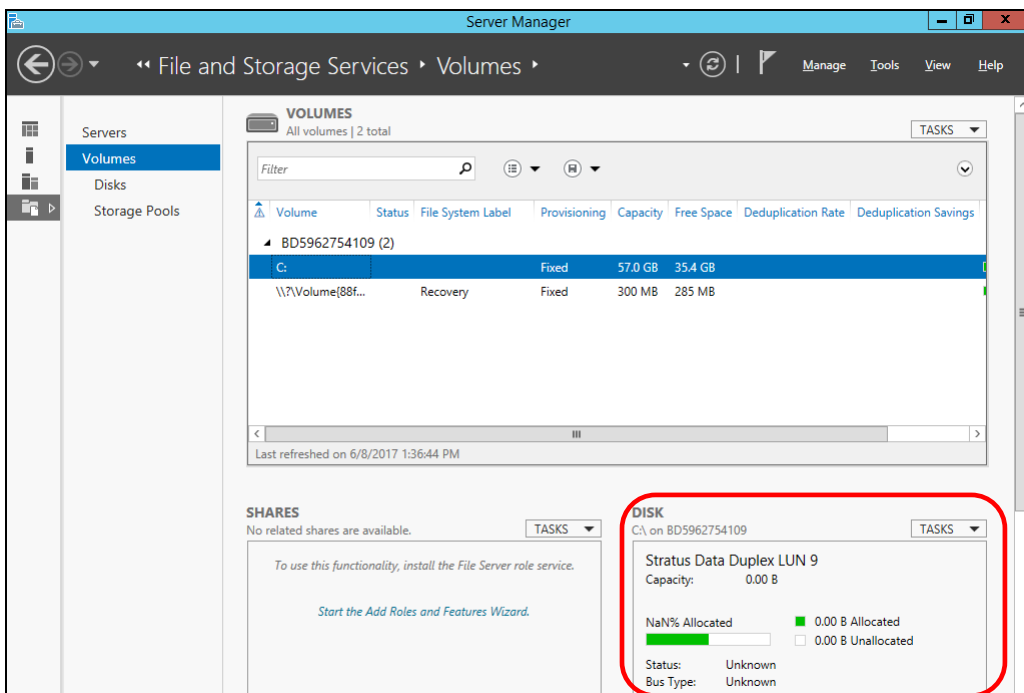 Server Manager
File and Storage Services Volumes
Manage Tools View Help
Servers
Volumes
Disks
Storage Pools
VOLUMES
All volumes | 2 total
TASKS
Filter
Volume Status File System Label Provisioning Capacity Free Space Deduplication Rate Deduplication Savings
BD5962754109 (2)
C: Fixed 57.0 GB 35.4 GB
\\?\Volume{88f... Recovery Fixed 300 MB 285 MB
Last refreshed on 6/8/2017 1:36:44 PM
SHARES
No related shares are available.
TASKS
To use this functionality, install the File Server role service.
Start the Add Roles and Features Wizard.
DISK
C:\ on BD5962754109
TASKS
Stratus Data Duplex LUN 9
Capacity: 0.00 B
NaN% Allocated
0.00 B Allocated
0.00 B Unallocated
Status: Unknown
Bus Type: Unknown